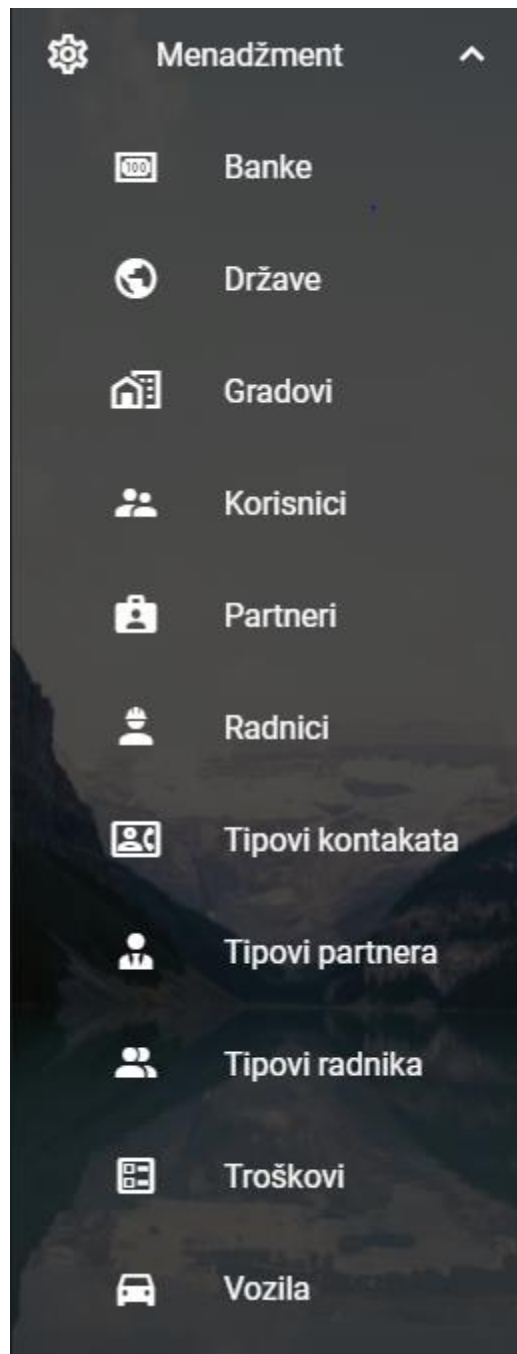 Menadžment
Banke
Države
Gradovi
Korisnici
Partneri
Radnici
Tipovi kontakata
Tipovi partnera
Tipovi radnika
Troškovi
Vozila